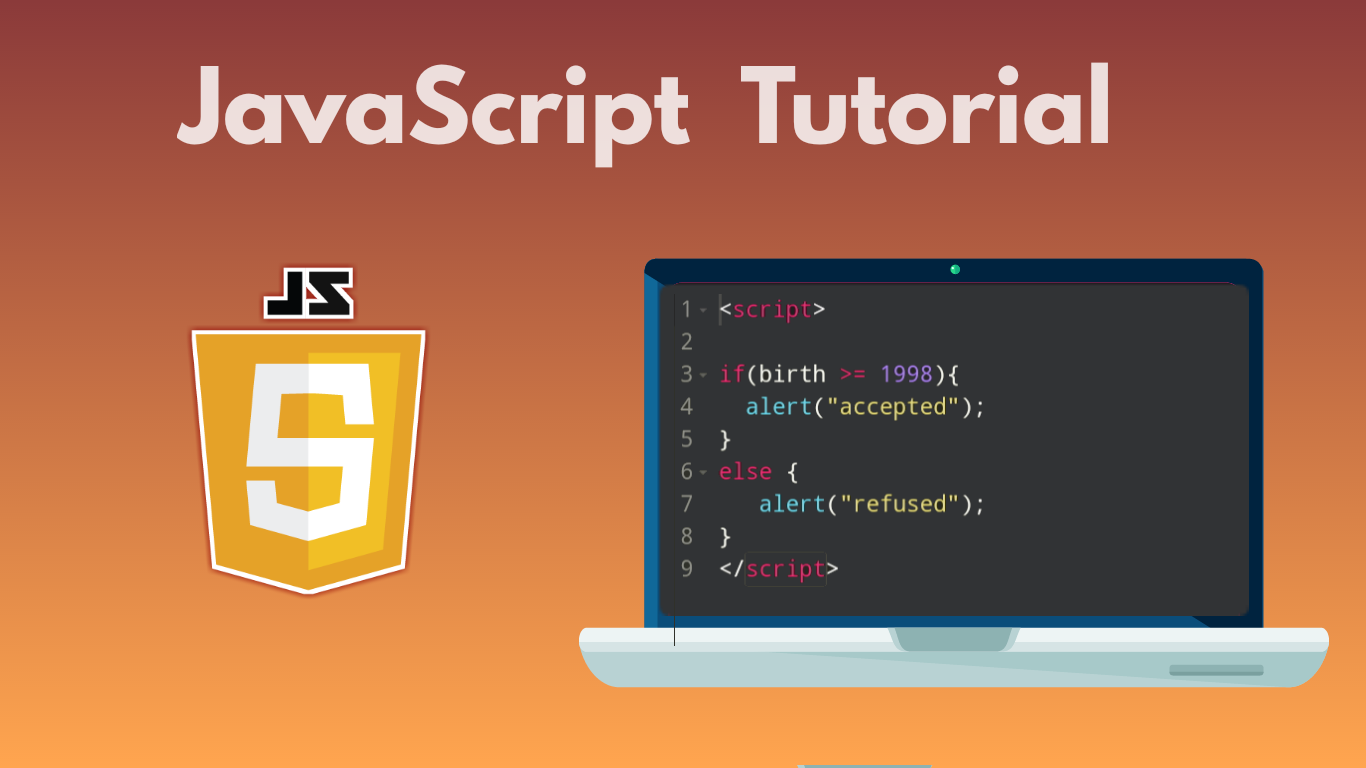 JavaScript Tutorial
JS
5
1 <script>
2
3 if(birth >= 1998){
4   alert("accepted");
5 }
6 else {
7    alert("refused");
8 }
9 </script>